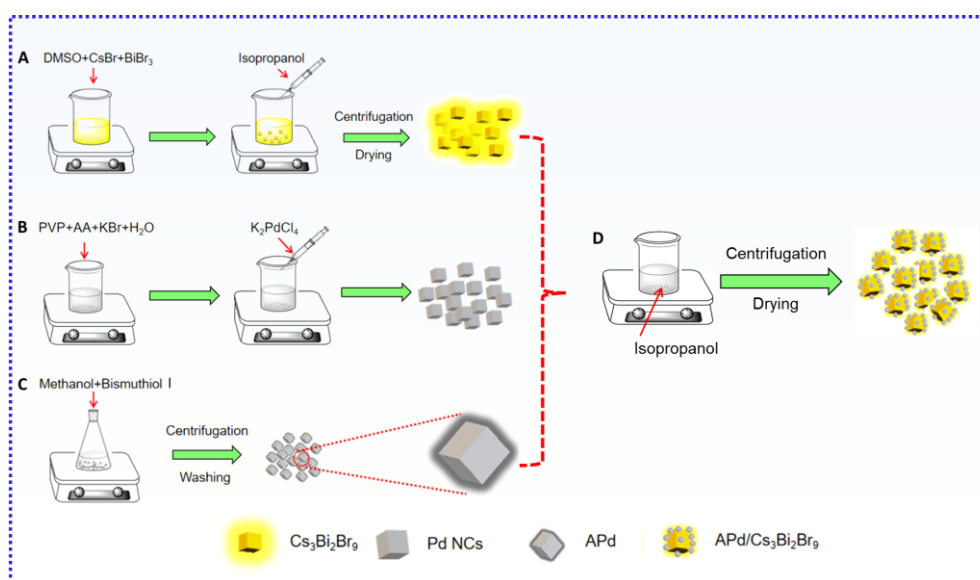 A
DMSO+CsBr+BiBr₃
Isopropanol
Centrifugation
Drying
B
PVP+AA+KBr+H₂O
K₂PdCl₄
C
Methanol+Bismuthiol I
Centrifugation
Washing
D
Centrifugation
Drying
Isopropanol
Cs₃Bi₂Br₉
Pd NCs
APd
APd/Cs₃Bi₂Br₉